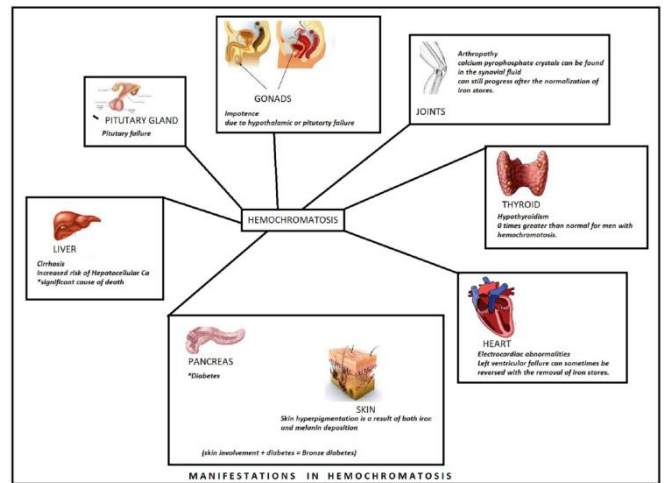 GONADS
Impotence
due to hypothalamic or pituitarty failure
Arthropathy
calcium pyrophosphate crystals can be found
in the synovial fluid
can still progress after the normalization of
iron stores.
JOINTS
PITUTARY GLAND
Pitutary failure
HEMOCHROMATOSIS
THYROID
Hypothyroidism
0 times greater than normal for men with
hemochromatosis.
LIVER
Cirrhosis
Increased risk of Hepatocellular Ca
*significant cause of death
HEART
Electrocardiac abnormalities
Left ventricular failure can sometimes be
reversed with the removal of iron stores.
PANCREAS
*Diabetes
SKIN
Skin hyperpigmentation is a result of both iron
and melanin deposition
(skin involvement + diabetes = Bronze diabetes)
MANIFESTATIONS IN HEMOCHROMATOSIS